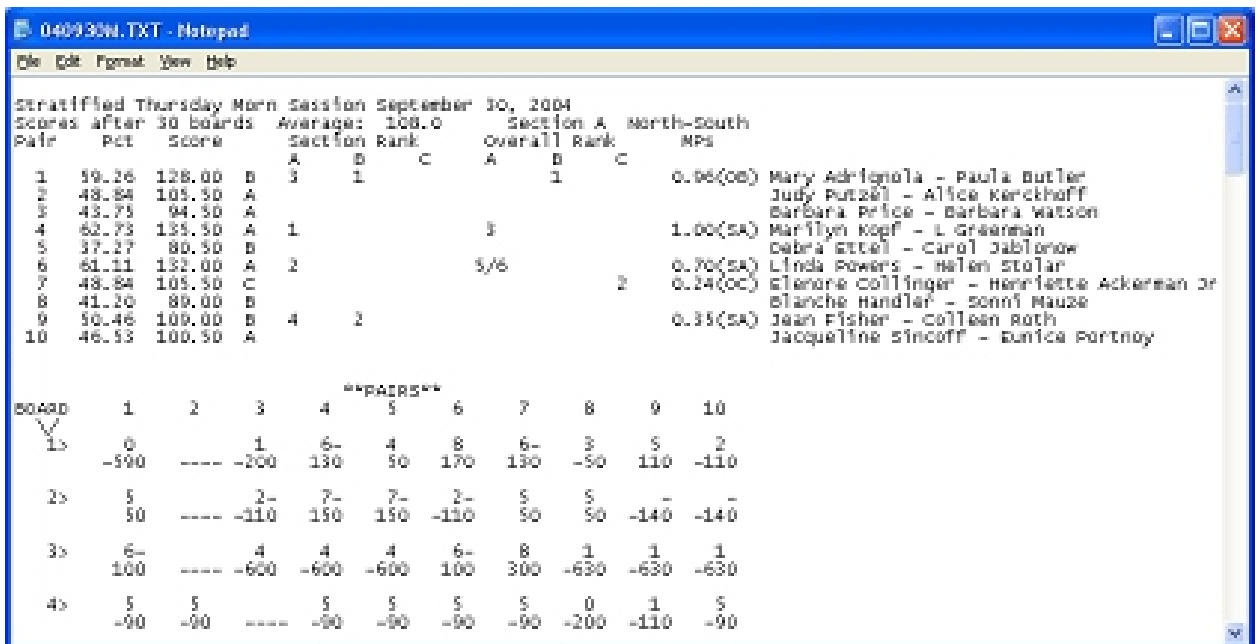 040930N.TXT - Notepad
File Edit Format View Help
Stratified Thursday Morn Session September 30, 2004
Scores after 30 boards Average: 108.0 Section A North-South
Pair Pct Score Section Rank Overall Rank MPs
A B C A B C
1 59.26 128.00 B 3 1 1 0.96(OB) Mary Adrignola - Paula Butler
2 48.84 105.50 A Judy Putzel - Alice Kerckhoff
3 43.75 94.50 A Barbara Price - Barbara Watson
4 62.73 135.50 A 1 3 1.00(SA) Marilyn Kopf - L Greenman
5 37.27 80.50 B Debra Ettel - Carol Jablonow
6 61.11 132.00 A 2 5/6 0.70(SA) Linda Powers - Helen Stolar
7 48.84 105.50 C 2 0.24(OC) Elenore Collinger - Henriette Ackerman Jr
8 41.20 89.00 B Blanche Handler - Sonni Mauze
9 50.46 109.00 B 4 2 0.35(SA) Jean Fisher - Colleen Roth
10 46.53 100.50 A Jacqueline Sincoff - Eunice Portnoy
**PAIRS**
BOARD 1 2 3 4 5 6 7 8 9 10
\/
1> 0 1 6- 4 8 6- 3 5 2
-590 ---- -200 130 50 170 130 -50 110 -110
2> 5 2- 7- 7- 2- 5 5 - -
50 ---- -110 150 150 -110 50 50 -140 -140
3> 6- 4 4 4 6- 8 1 1 1
100 ---- -600 -600 -600 100 300 -630 -630 -630
4> 5 5 5 5 5 5 0 1 5
-90 -90 ---- -90 -90 -90 -90 -200 -110 -90